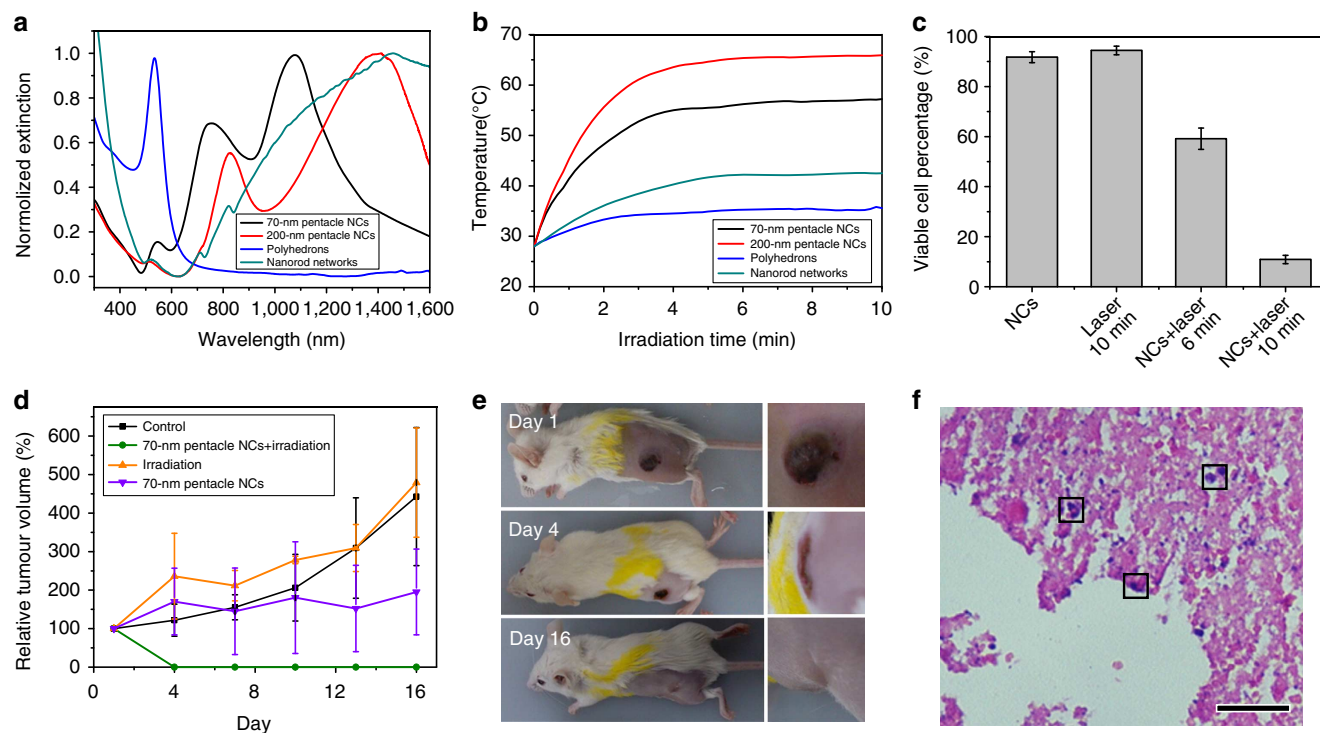 a
Normalized extinction
1.0
0.8
0.6
0.4
0.2
0.0
70-nm pentacle NCs
200-nm pentacle NCs
Polyhedrons
Nanorod networks
400 600 800 1,000 1,200 1,400 1,600
Wavelength (nm)
b
Temperature(°C)
70
60
50
40
30
20
70-nm pentacle NCs
200-nm pentacle NCs
Polyhedrons
Nanorod networks
0 2 4 6 8 10
Irradiation time (min)
c
Viable cell percentage (%)
100
80
60
40
20
0
NCs
Laser
10 min
NCs+laser
6 min
NCs+laser
10 min
d
Relative tumour volume (%)
600
500
400
300
200
100
0
Control
70-nm pentacle NCs+irradiation
Irradiation
70-nm pentacle NCs
0 4 8 12 16
Day
e
Day 1
Day 4
Day 16
f